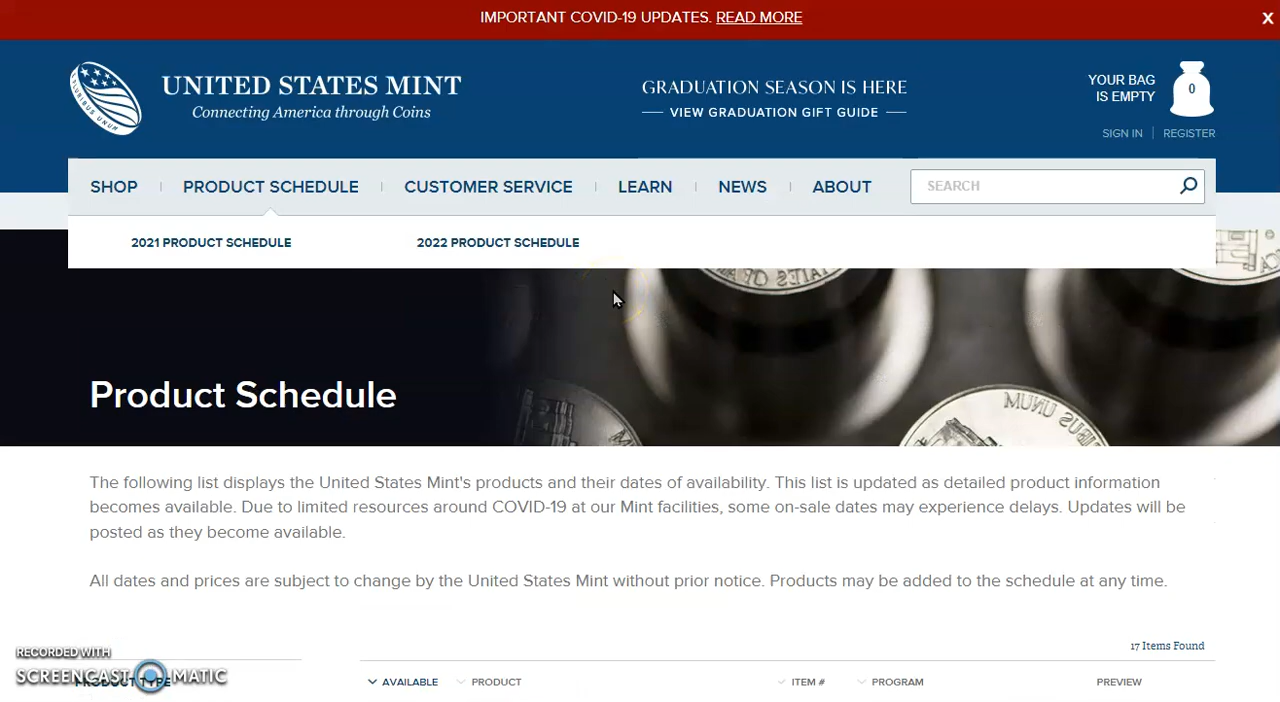 IMPORTANT COVID-19 UPDATES. READ MORE
X
UNITED STATES MINT
Connecting America through Coins
PLURIBUS UNUM
GRADUATION SEASON IS HERE
VIEW GRADUATION GIFT GUIDE
YOUR BAG
IS EMPTY
0
SIGN IN
REGISTER
SHOP
PRODUCT SCHEDULE
CUSTOMER SERVICE
LEARN
NEWS
ABOUT
SEARCH
2021 PRODUCT SCHEDULE
2022 PRODUCT SCHEDULE
Product Schedule
The following list displays the United States Mint's products and their dates of availability. This list is updated as detailed product information
becomes available. Due to limited resources around COVID-19 at our Mint facilities, some on-sale dates may experience delays. Updates will be
posted as they become available.
All dates and prices are subject to change by the United States Mint without prior notice. Products may be added to the schedule at any time.
17 Items Found
PRODUCT TYPE
AVAILABLE
PRODUCT
ITEM #
PROGRAM
PREVIEW
RECORDED WITH
SCREENCAST MATIC